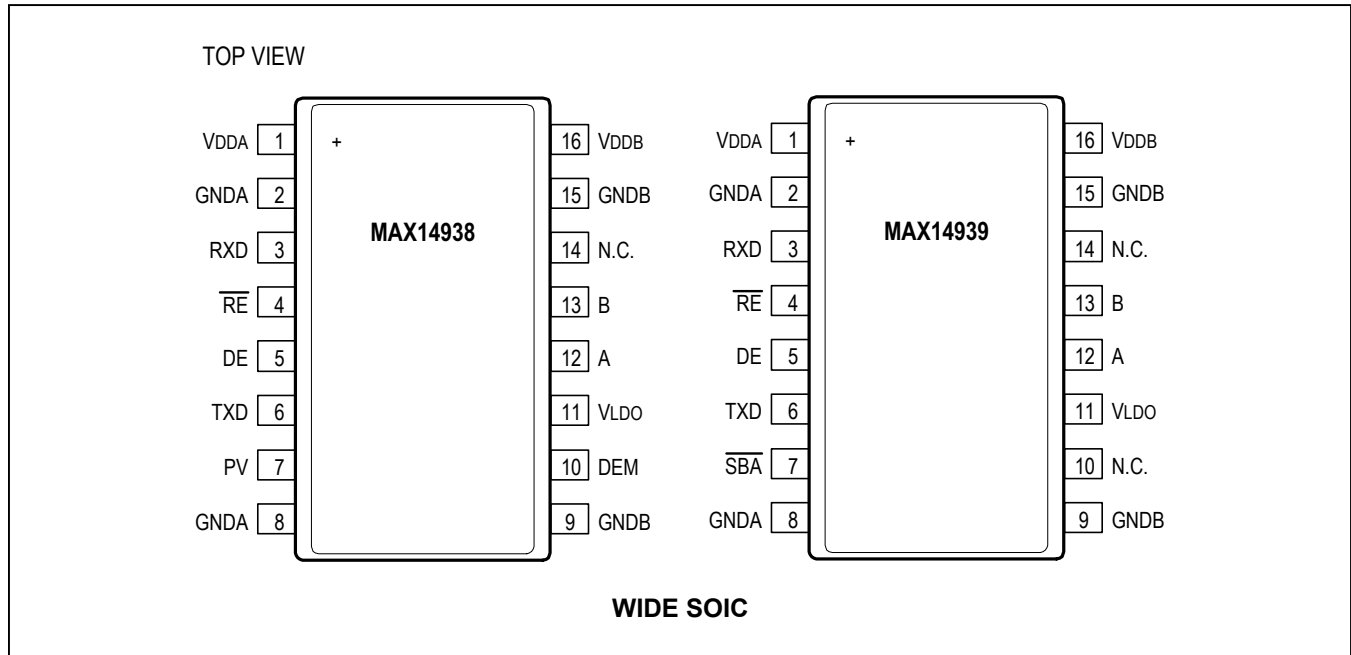 TOP VIEW
VDDA 1 + 16 VDDB
GNDA 2 15 GNDB
MAX14938
RXD 3 14 N.C.
RE 4 13 B
DE 5 12 A
TXD 6 11 VLDO
PV 7 10 DEM
GNDA 8 9 GNDB
VDDA 1 + 16 VDDB
GNDA 2 15 GNDB
MAX14939
RXD 3 14 N.C.
RE 4 13 B
DE 5 12 A
TXD 6 11 VLDO
SBA 7 10 N.C.
GNDA 8 9 GNDB
WIDE SOIC